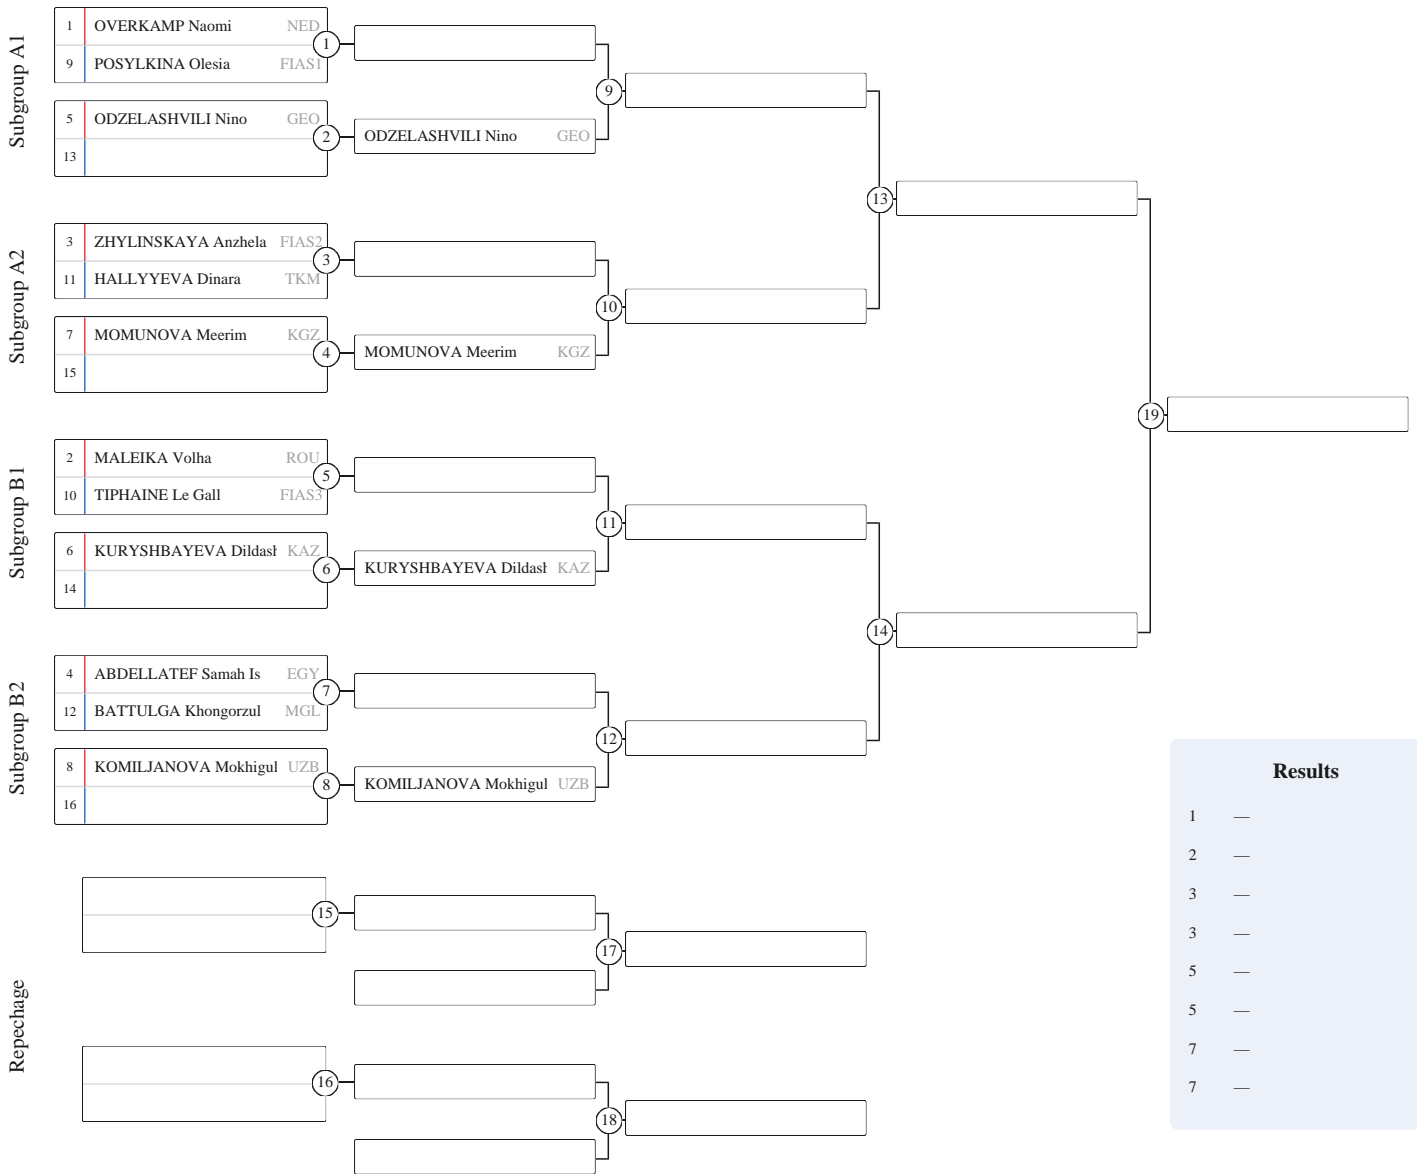 Subgroup A1
1 OVERKAMP Naomi NED
9 POSYLKINA Olesia FIAS1
1
5 ODZELASHVILI Nino GEO
13
2
ODZELASHVILI Nino GEO
9
Subgroup A2
3 ZHYLINSKAYA Anzhela FIAS2
11 HALLYYEVA Dinara TKM
3
7 MOMUNOVA Meerim KGZ
15
4
MOMUNOVA Meerim KGZ
10
13
Subgroup B1
2 MALEIKA Volha ROU
10 TIPHAINE Le Gall FIAS3
5
6 KURYSHBAYEVA Dildash KAZ
14
6
KURYSHBAYEVA Dildash KAZ
11
Subgroup B2
4 ABDELLATEF Samah Is EGY
12 BATTULGA Khongorzul MGL
7
8 KOMILJANOVA Mokhigul UZB
16
8
KOMILJANOVA Mokhigul UZB
12
14
19
Repechage
15
17
16
18
Results
1 —
2 —
3 —
3 —
5 —
5 —
7 —
7 —